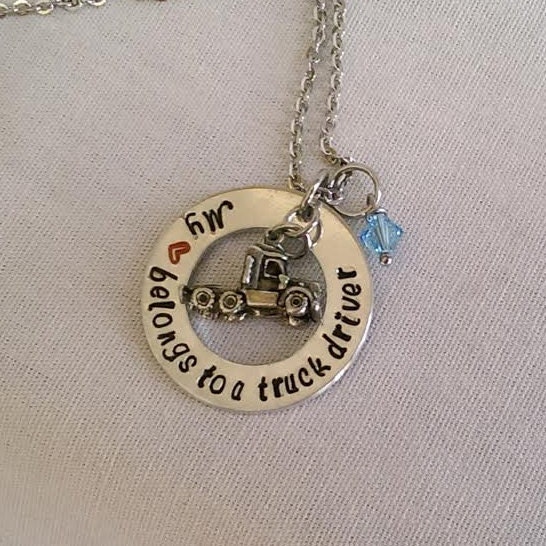 My ❤ belongs to a truck driver